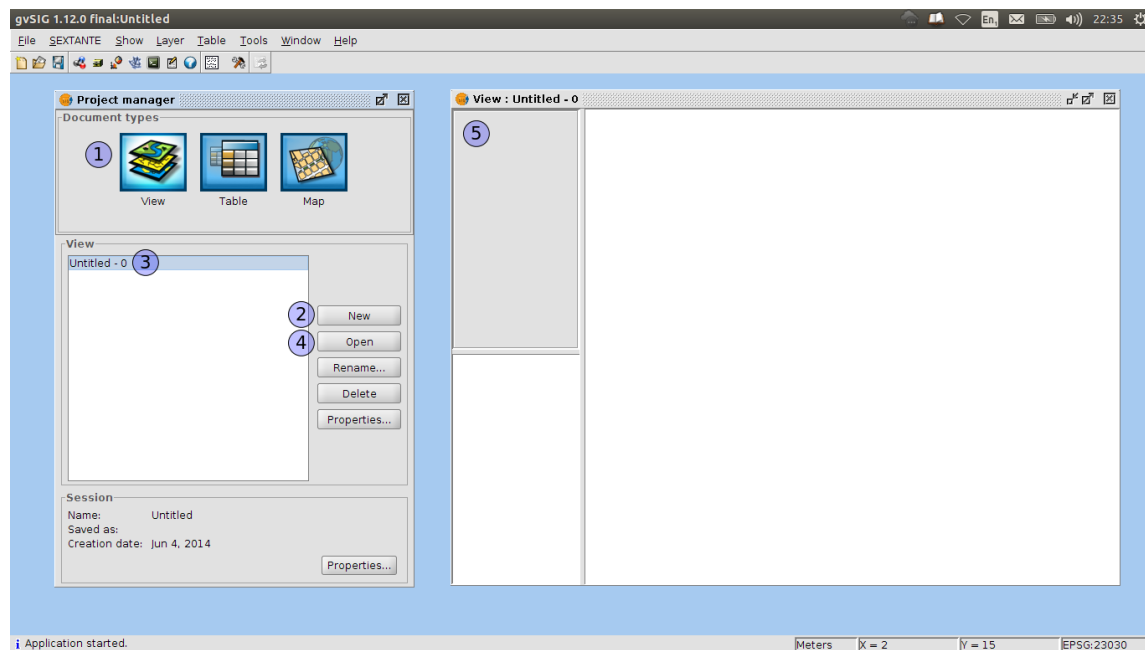 gvSIG 1.12.0 final:Untitled
En1
22:35
File SEXTANTE Show Layer Table Tools Window Help
Project manager
Document types
1
View Table Map
View
Untitled - 0 3
2 New
4 Open
Rename...
Delete
Properties...
Session
Name: Untitled
Saved as:
Creation date: Jun 4, 2014
Properties...
View : Untitled - 0
5
Application started.
Meters X = 2 Y = 15 EPSG:23030